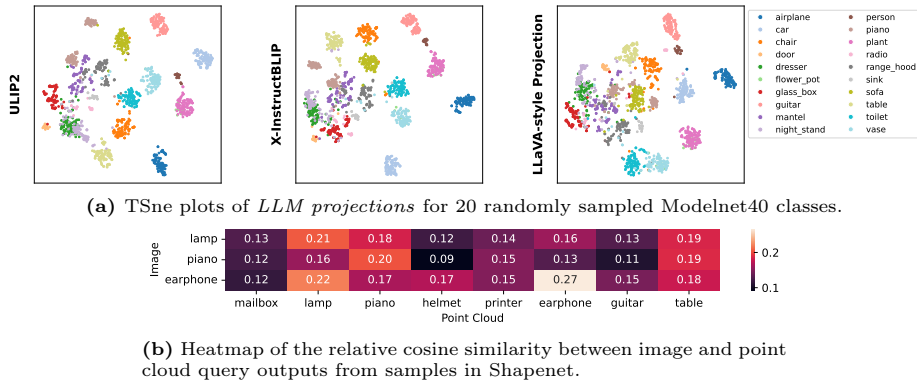 ULIP2
X-InstructBLIP
LLaVA-style Projection
airplane
car
chair
door
dresser
flower_pot
glass_box
guitar
mantel
night_stand
person
piano
plant
radio
range_hood
sink
sofa
table
toilet
vase
(a) TSne plots of LLM projections for 20 randomly sampled Modelnet40 classes.
Image
lamp 0.13 0.21 0.18 0.12 0.14 0.16 0.13 0.19
piano 0.12 0.16 0.20 0.09 0.15 0.13 0.11 0.19
earphone 0.12 0.22 0.17 0.17 0.15 0.27 0.15 0.18
mailbox lamp piano helmet printer earphone guitar table
Point Cloud
0.2
0.1
(b) Heatmap of the relative cosine similarity between image and point
cloud query outputs from samples in Shapenet.